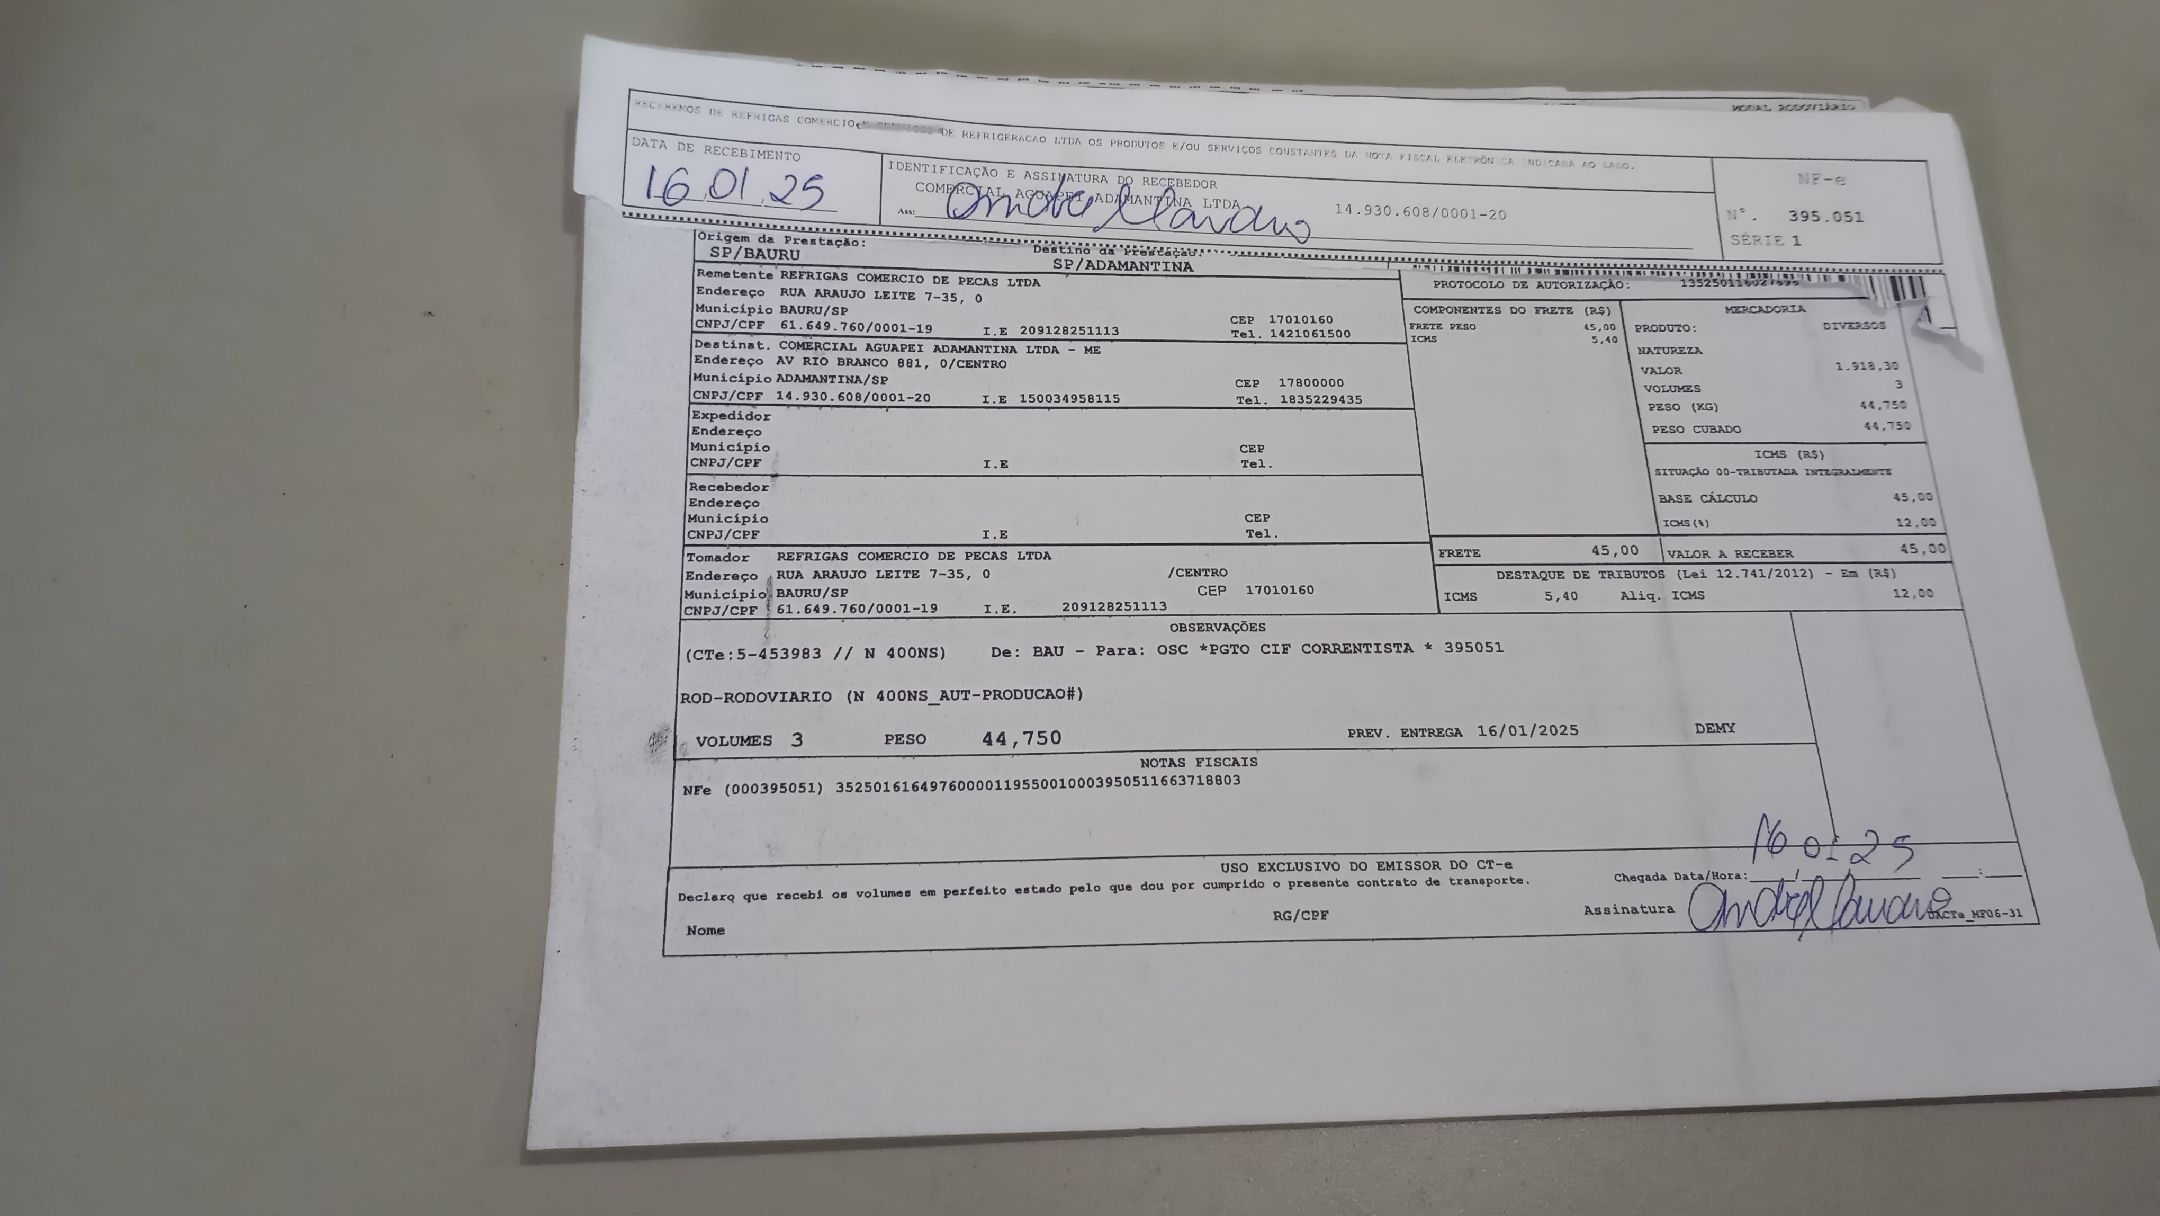 MODAL RODOVIÁRIO
RECEBEMOS DE REFRIGAS COMERCIO DE REFRIGERACAO LTDA OS PRODUTOS E/OU SERVIÇOS CONSTANTES DA NOTA FISCAL ELETRÔNICA INDICADA AO LADO.
DATA DE RECEBIMENTO
16 01 25
IDENTIFICAÇÃO E ASSINATURA DO RECEBEDOR
COMERCIAL AGUAPEI ADAMANTINA LTDA 14.930.608/0001-20
Ass:
NF-e
Nº. 395.051
SÉRIE 1
Origem da Prestação:
SP/BAURU
Destino da Prestação:
SP/ADAMANTINA
Remetente REFRIGAS COMERCIO DE PECAS LTDA
Endereço RUA ARAUJO LEITE 7-35, 0
Município BAURU/SP CEP 17010160
CNPJ/CPF 61.649.760/0001-19 I.E 209128251113 Tel. 1421061500
Destinat. COMERCIAL AGUAPEI ADAMANTINA LTDA - ME
Endereço AV RIO BRANCO 881, 0/CENTRO
Município ADAMANTINA/SP CEP 17800000
CNPJ/CPF 14.930.608/0001-20 I.E 150034958115 Tel. 1835229435
Expedidor
Endereço
Município CEP
CNPJ/CPF I.E Tel.
Recebedor
Endereço
Município CEP
CNPJ/CPF I.E Tel.
Tomador REFRIGAS COMERCIO DE PECAS LTDA
Endereço RUA ARAUJO LEITE 7-35, 0 /CENTRO
Município BAURU/SP CEP 17010160
CNPJ/CPF 61.649.760/0001-19 I.E. 209128251113
PROTOCOLO DE AUTORIZAÇÃO:
COMPONENTES DO FRETE (R$)
FRETE PESO 45,00
ICMS 5,40
MERCADORIA
PRODUTO: DIVERSOS
NATUREZA
VALOR 1.918,30
VOLUMES 3
PESO (KG) 44,750
PESO CUBADO 44,750
ICMS (R$)
SITUAÇÃO 00-TRIBUTADA INTEGRALMENTE
BASE CÁLCULO 45,00
ICMS(%) 12,00
FRETE 45,00 VALOR A RECEBER 45,00
DESTAQUE DE TRIBUTOS (Lei 12.741/2012) - Em (R$)
ICMS 5,40 Aliq. ICMS 12,00
OBSERVAÇÕES
(CTe:5-453983 // N 400NS) De: BAU - Para: OSC *PGTO CIF CORRENTISTA * 395051
ROD-RODOVIARIO (N 400NS_AUT-PRODUCAO#)
VOLUMES 3 PESO 44,750 PREV. ENTREGA 16/01/2025 DEMY
NOTAS FISCAIS
NFe (000395051) 35250161649760000119550010003950511663718803
USO EXCLUSIVO DO EMISSOR DO CT-e
Declaro que recebi os volumes em perfeito estado pelo que dou por cumprido o presente contrato de transporte.
16 01 25
Chegada Data/Hora: / / :
Nome RG/CPF Assinatura
DACTe_MF06-31